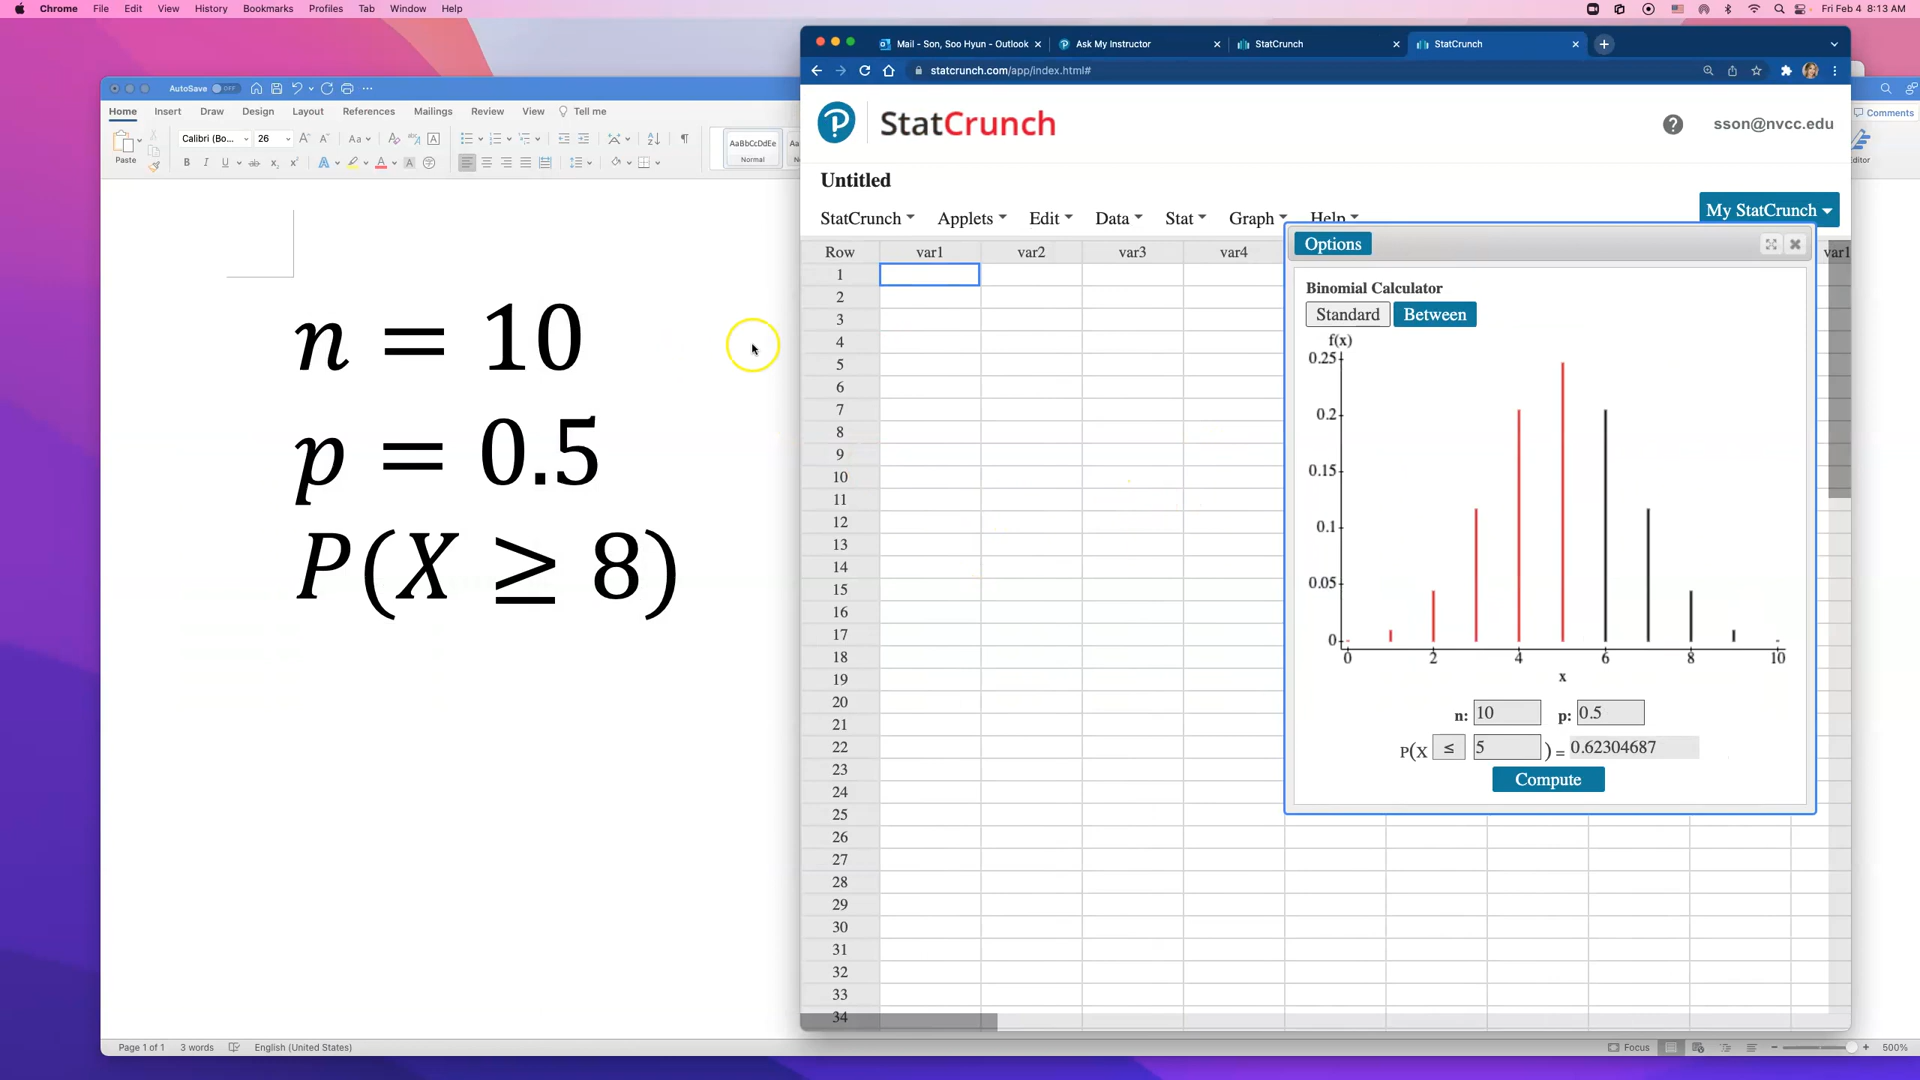 Chrome File Edit View History Bookmarks Profiles Tab Window Help
Fri Feb 4 8:13 AM
AutoSave OFF
Home Insert Draw Design Layout References Mailings Review View Tell me
Comments
Paste
Calibri (Bo... 26
AaBbCcDdEe
Normal
n = 10
p = 0.5
P(X ≥ 8)
Page 1 of 1 3 words English (United States)
Focus
500%
Mail - Son, Soo Hyun - Outlook
Ask My Instructor
StatCrunch
StatCrunch
statcrunch.com/app/index.html#
StatCrunch
sson@nvcc.edu
Untitled
My StatCrunch
StatCrunch Applets Edit Data Stat Graph Help
Row var1 var2 var3 var4 var1
1
2
3
4
5
6
7
8
9
10
11
12
13
14
15
16
17
18
19
20
21
22
23
24
25
26
27
28
29
30
31
32
33
34
Options
Binomial Calculator
Standard Between
f(x)
0.25
0.2
0.15
0.1
0.05
0
0 2 4 6 8 10
x
n: 10 p: 0.5
P(X ≤ 5 ) = 0.62304687
Compute